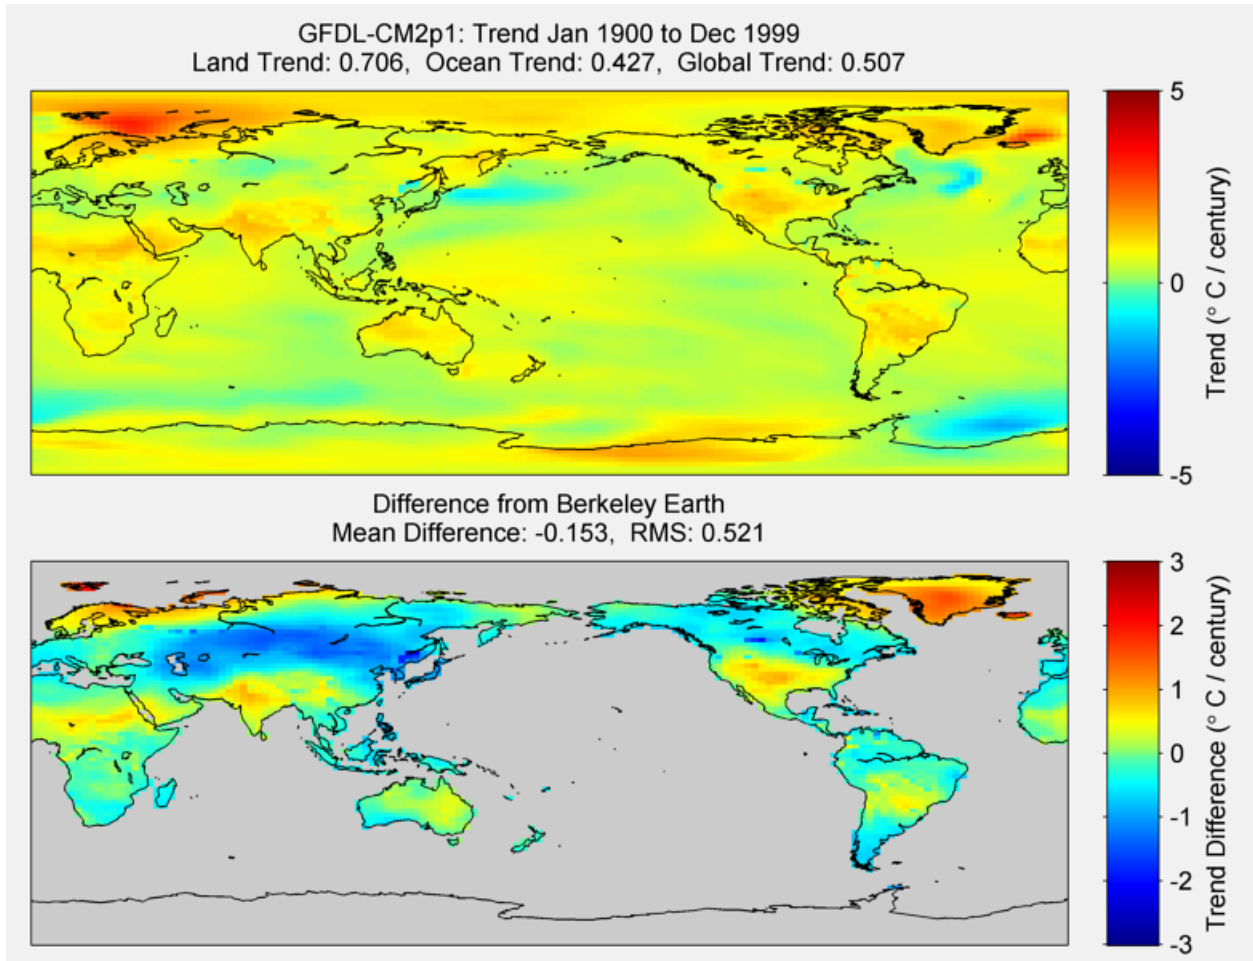 GFDL-CM2p1: Trend Jan 1900 to Dec 1999
Land Trend: 0.706, Ocean Trend: 0.427, Global Trend: 0.507
5
0
-5
Trend (° C / century)
Difference from Berkeley Earth
Mean Difference: -0.153, RMS: 0.521
3
2
1
0
-1
-2
-3
Trend Difference (° C / century)